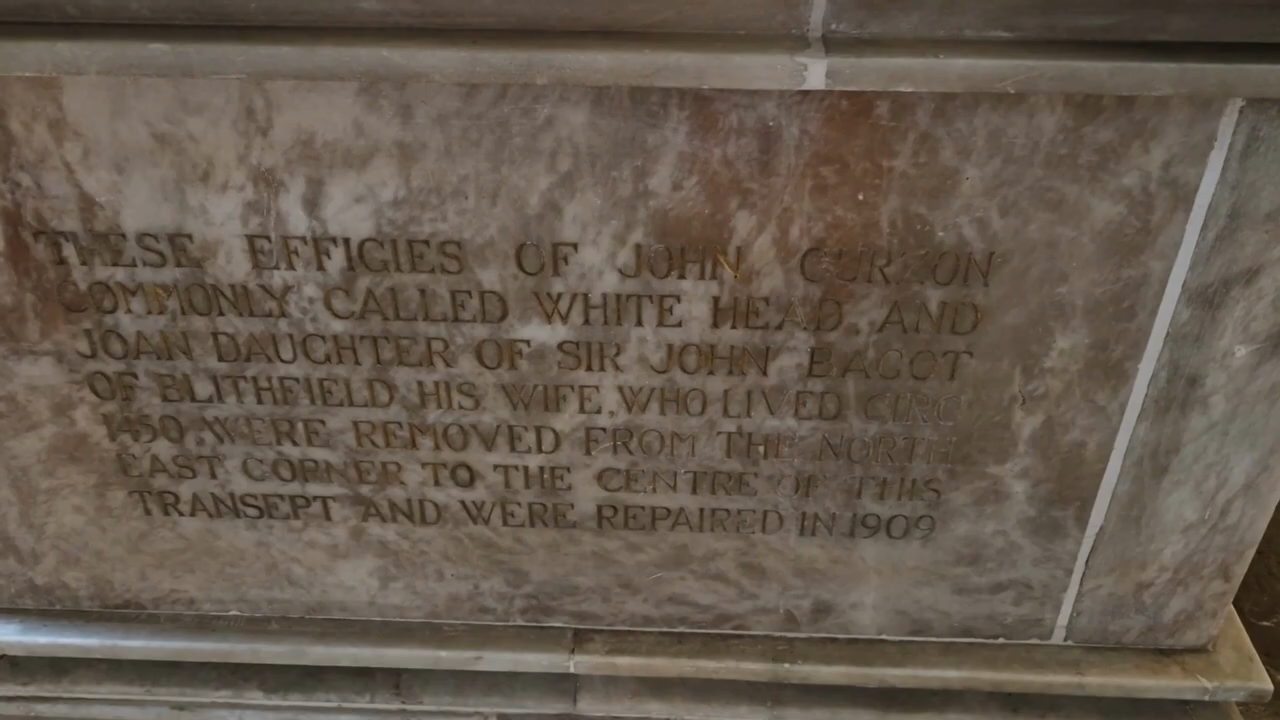 THESE EFFIGIES OF JOHN CURZON
COMMONLY CALLED WHITE HEAD AND
JOAN DAUGHTER OF SIR JOHN BAGOT
OF BLITHFIELD HIS WIFE, WHO LIVED CIRC
1450, WERE REMOVED FROM THE NORTH
EAST CORNER TO THE CENTRE OF THIS
TRANSEPT AND WERE REPAIRED IN 1909